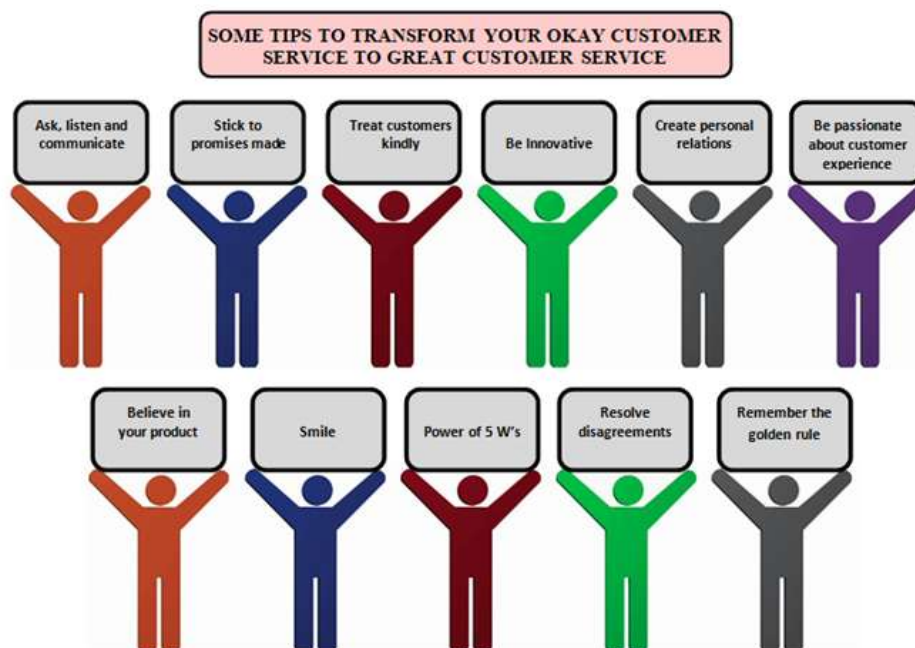 SOME TIPS TO TRANSFORM YOUR OKAY CUSTOMER
SERVICE TO GREAT CUSTOMER SERVICE
Ask, listen and
communicate
Stick to
promises made
Treat customers
kindly
Be Innovative
Create personal
relations
Be passionate
about customer
experience
Believe in
your product
Smile
Power of 5 W's
Resolve
disagreements
Remember the
golden rule